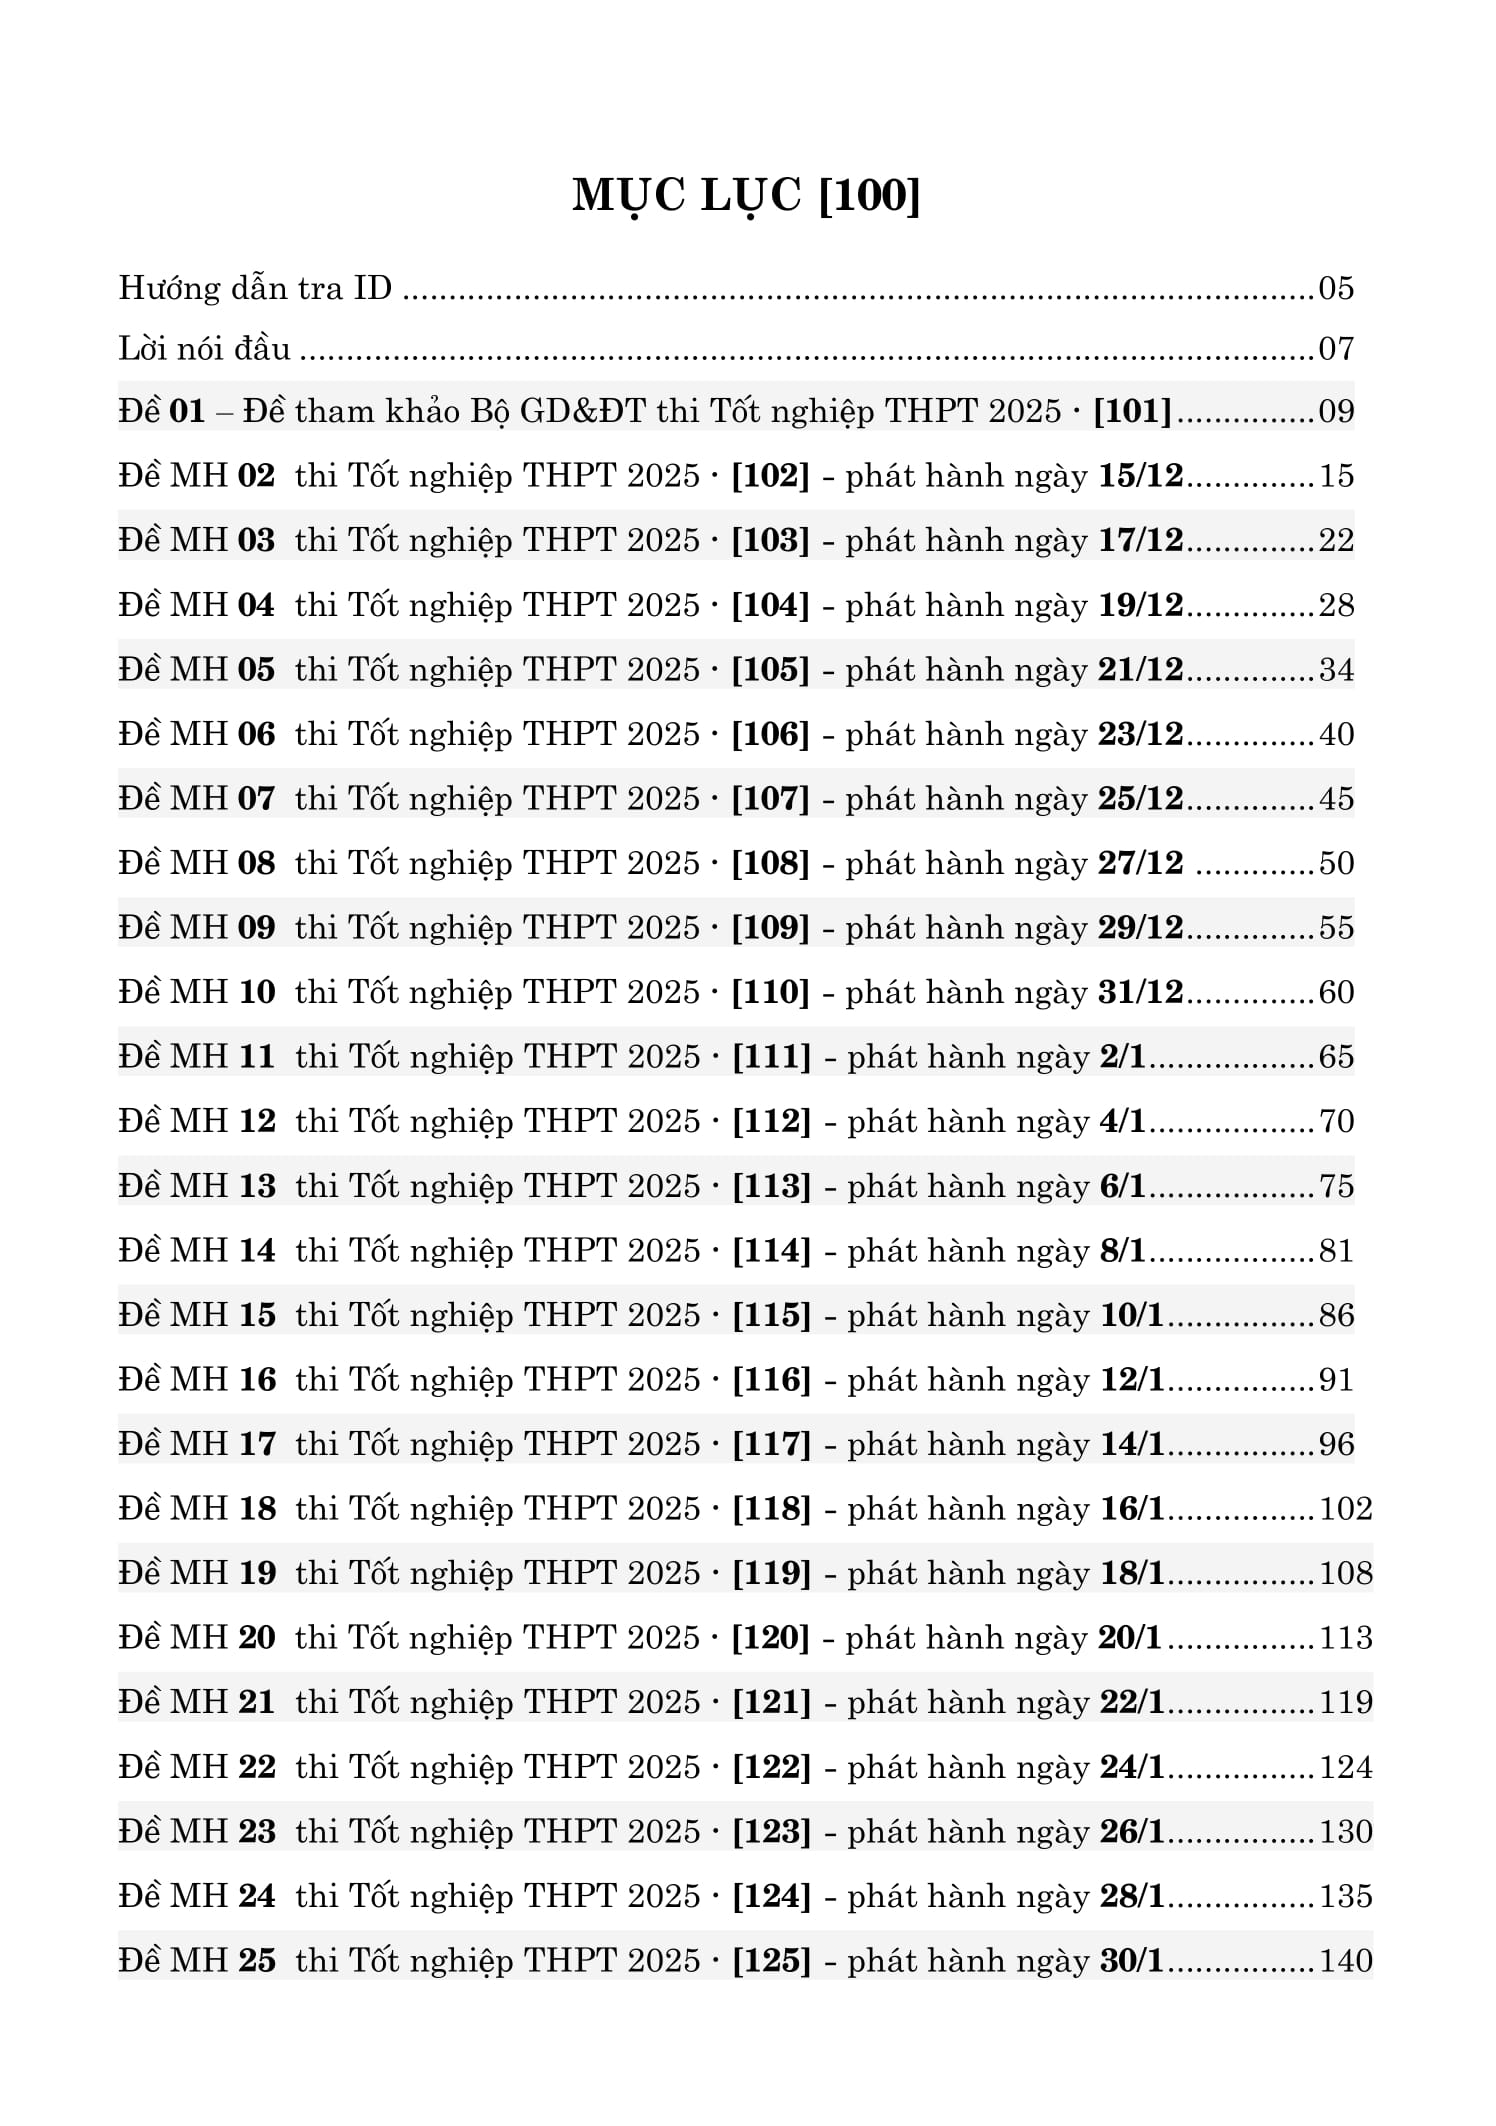 MỤC LỤC [100]
Hướng dẫn tra ID ........................................................................................................05
Lời nói đầu ........................................................................................................07
Đề 01 – Đề tham khảo Bộ GD&ĐT thi Tốt nghiệp THPT 2025 · [101]...............09
Đề MH 02 thi Tốt nghiệp THPT 2025 · [102] - phát hành ngày 15/12..............15
Đề MH 03 thi Tốt nghiệp THPT 2025 · [103] - phát hành ngày 17/12..............22
Đề MH 04 thi Tốt nghiệp THPT 2025 · [104] - phát hành ngày 19/12..............28
Đề MH 05 thi Tốt nghiệp THPT 2025 · [105] - phát hành ngày 21/12..............34
Đề MH 06 thi Tốt nghiệp THPT 2025 · [106] - phát hành ngày 23/12..............40
Đề MH 07 thi Tốt nghiệp THPT 2025 · [107] - phát hành ngày 25/12..............45
Đề MH 08 thi Tốt nghiệp THPT 2025 · [108] - phát hành ngày 27/12 .............50
Đề MH 09 thi Tốt nghiệp THPT 2025 · [109] - phát hành ngày 29/12..............55
Đề MH 10 thi Tốt nghiệp THPT 2025 · [110] - phát hành ngày 31/12..............60
Đề MH 11 thi Tốt nghiệp THPT 2025 · [111] - phát hành ngày 2/1..................65
Đề MH 12 thi Tốt nghiệp THPT 2025 · [112] - phát hành ngày 4/1..................70
Đề MH 13 thi Tốt nghiệp THPT 2025 · [113] - phát hành ngày 6/1..................75
Đề MH 14 thi Tốt nghiệp THPT 2025 · [114] - phát hành ngày 8/1..................81
Đề MH 15 thi Tốt nghiệp THPT 2025 · [115] - phát hành ngày 10/1................86
Đề MH 16 thi Tốt nghiệp THPT 2025 · [116] - phát hành ngày 12/1................91
Đề MH 17 thi Tốt nghiệp THPT 2025 · [117] - phát hành ngày 14/1................96
Đề MH 18 thi Tốt nghiệp THPT 2025 · [118] - phát hành ngày 16/1................102
Đề MH 19 thi Tốt nghiệp THPT 2025 · [119] - phát hành ngày 18/1................108
Đề MH 20 thi Tốt nghiệp THPT 2025 · [120] - phát hành ngày 20/1................113
Đề MH 21 thi Tốt nghiệp THPT 2025 · [121] - phát hành ngày 22/1................119
Đề MH 22 thi Tốt nghiệp THPT 2025 · [122] - phát hành ngày 24/1................124
Đề MH 23 thi Tốt nghiệp THPT 2025 · [123] - phát hành ngày 26/1................130
Đề MH 24 thi Tốt nghiệp THPT 2025 · [124] - phát hành ngày 28/1................135
Đề MH 25 thi Tốt nghiệp THPT 2025 · [125] - phát hành ngày 30/1................140